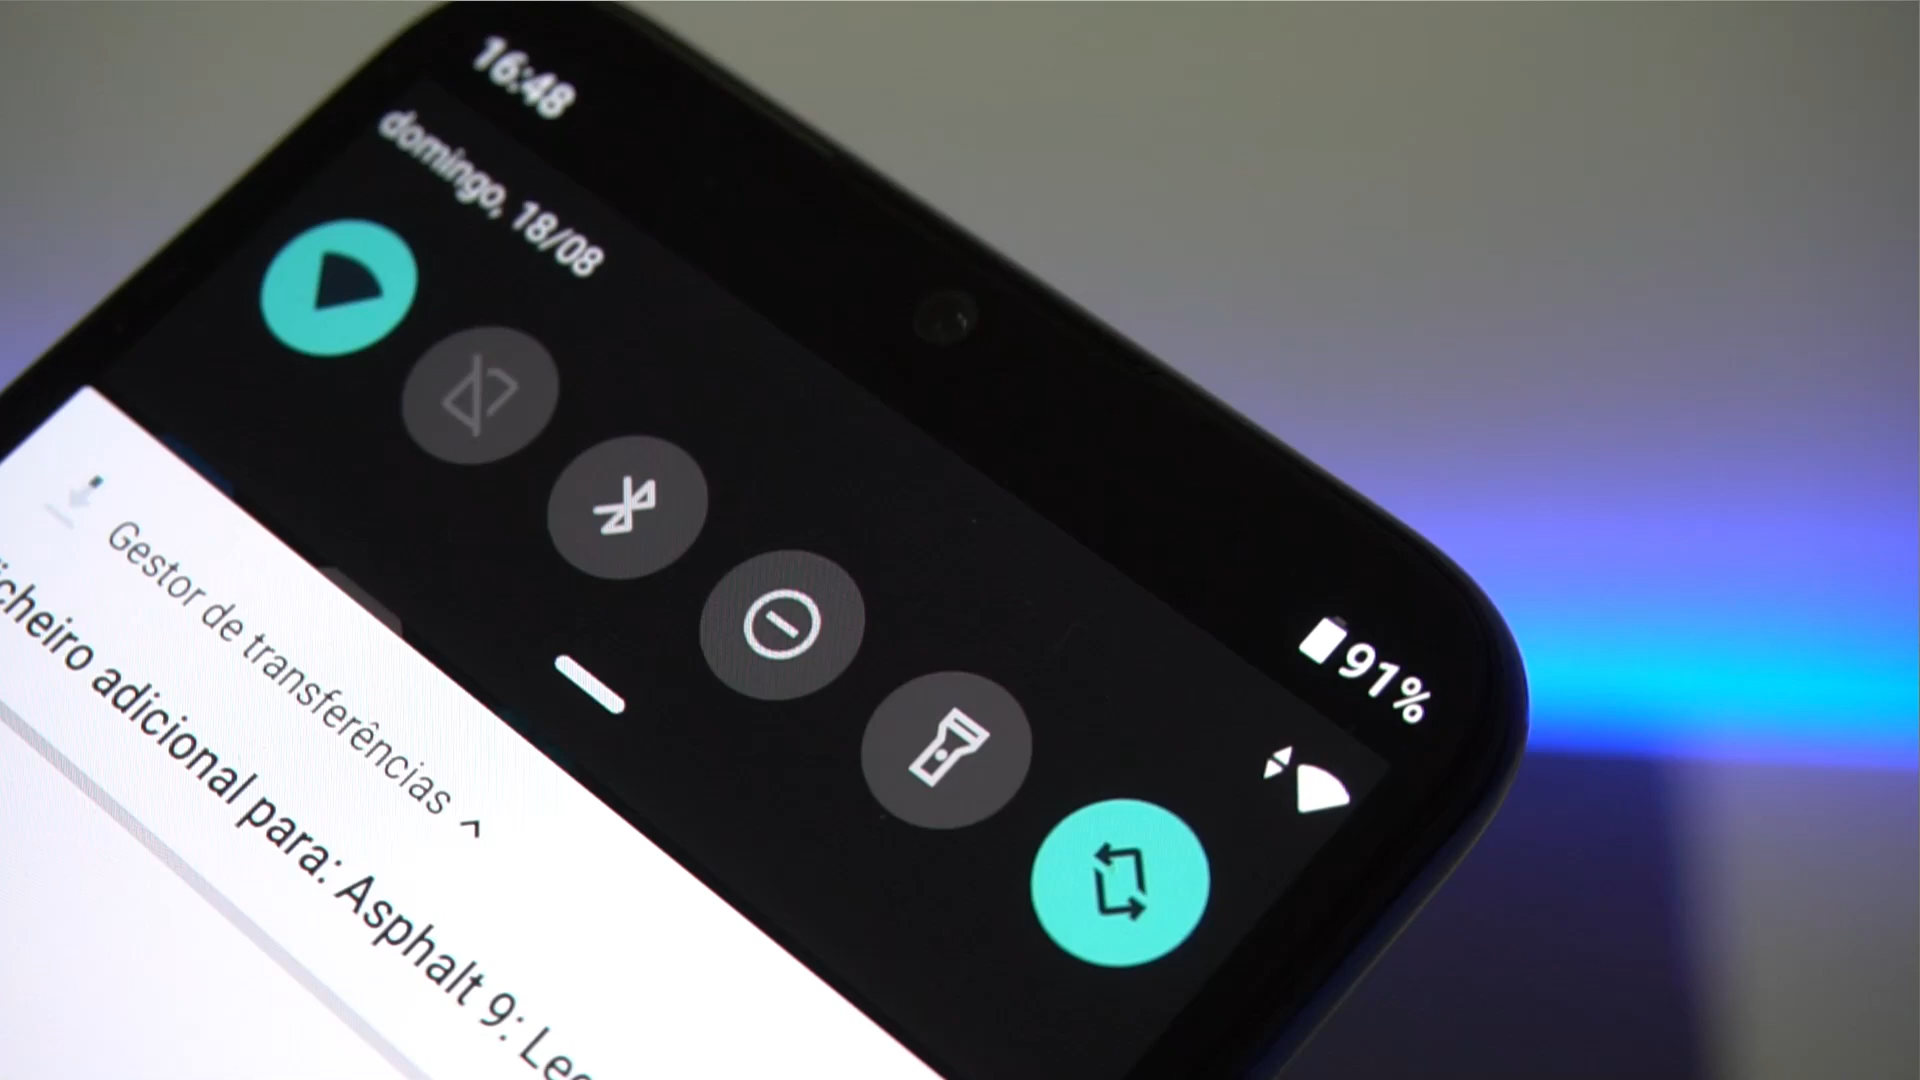 16:48
91%
domingo, 18/08
Gestor de transferências
icheiro adicional para: Asphalt 9: Leg